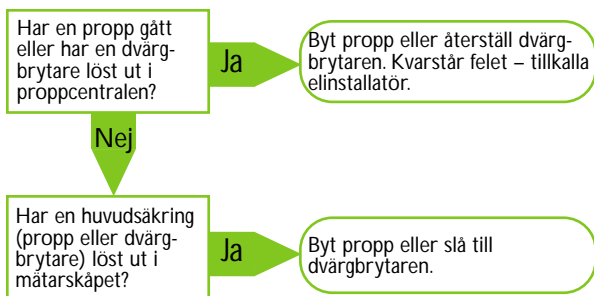 Har en propp gått
eller har en dvärg-
brytare löst ut i
proppcentralen?
Ja
Byt propp eller återställ dvärg-
brytaren. Kvarstår felet – tillkalla
elinstallatör.
Nej
Har en huvudsäkring
(propp eller dvärg-
brytare) löst ut i
mätarskåpet?
Ja
Byt propp eller slå till
dvärgbrytaren.